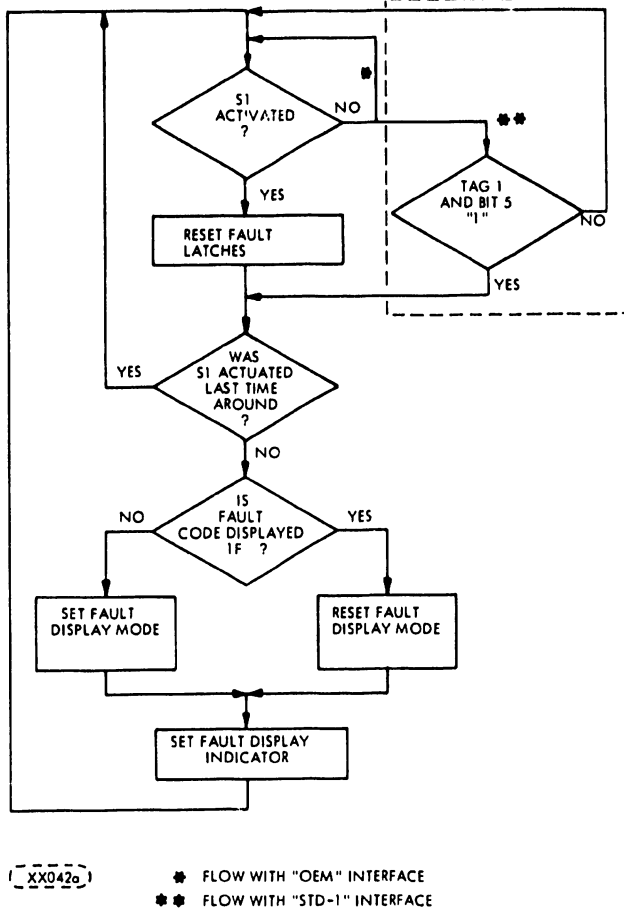 S1
ACTIVATED
?
NO
*
**
YES
TAG 1
AND BIT 5
"1"
NO
RESET FAULT
LATCHES
YES
WAS
S1 ACTUATED
LAST TIME
AROUND
?
YES
NO
IS
FAULT
CODE DISPLAYED
1F ?
NO
YES
SET FAULT
DISPLAY MODE
RESET FAULT
DISPLAY MODE
SET FAULT DISPLAY
INDICATOR
XX042a
* FLOW WITH "OEM" INTERFACE
** FLOW WITH "STD-1" INTERFACE